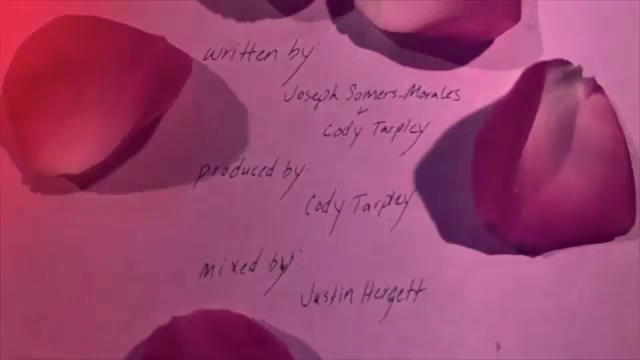 written by:
Joseph Somers-Morales
& Cody Tarpley
produced by:
Cody Tarpley
mixed by:
Justin Hergett